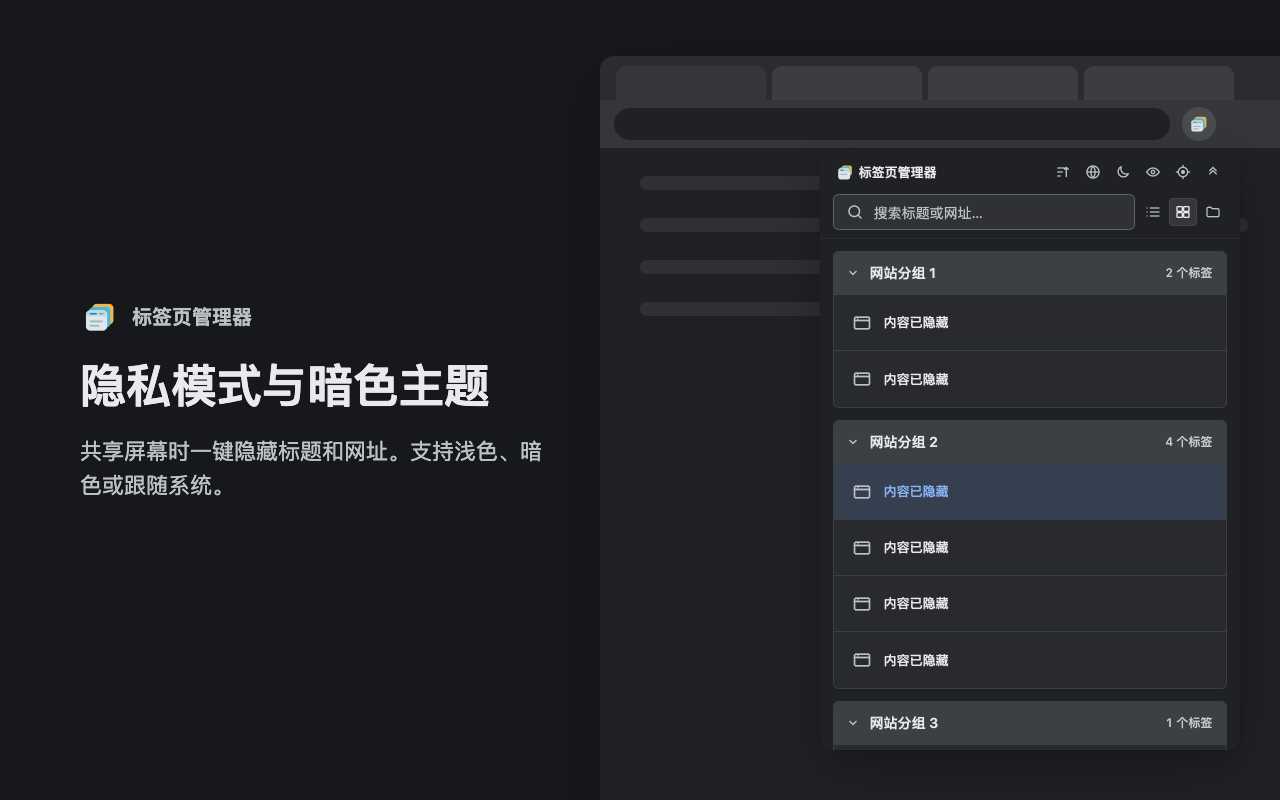 标签页管理器
隐私模式与暗色主题
共享屏幕时一键隐藏标题和网址。支持浅色、暗
色或跟随系统。
标签页管理器
搜索标题或网址...
网站分组 1
2 个标签
内容已隐藏
内容已隐藏
网站分组 2
4 个标签
内容已隐藏
内容已隐藏
内容已隐藏
内容已隐藏
网站分组 3
1 个标签